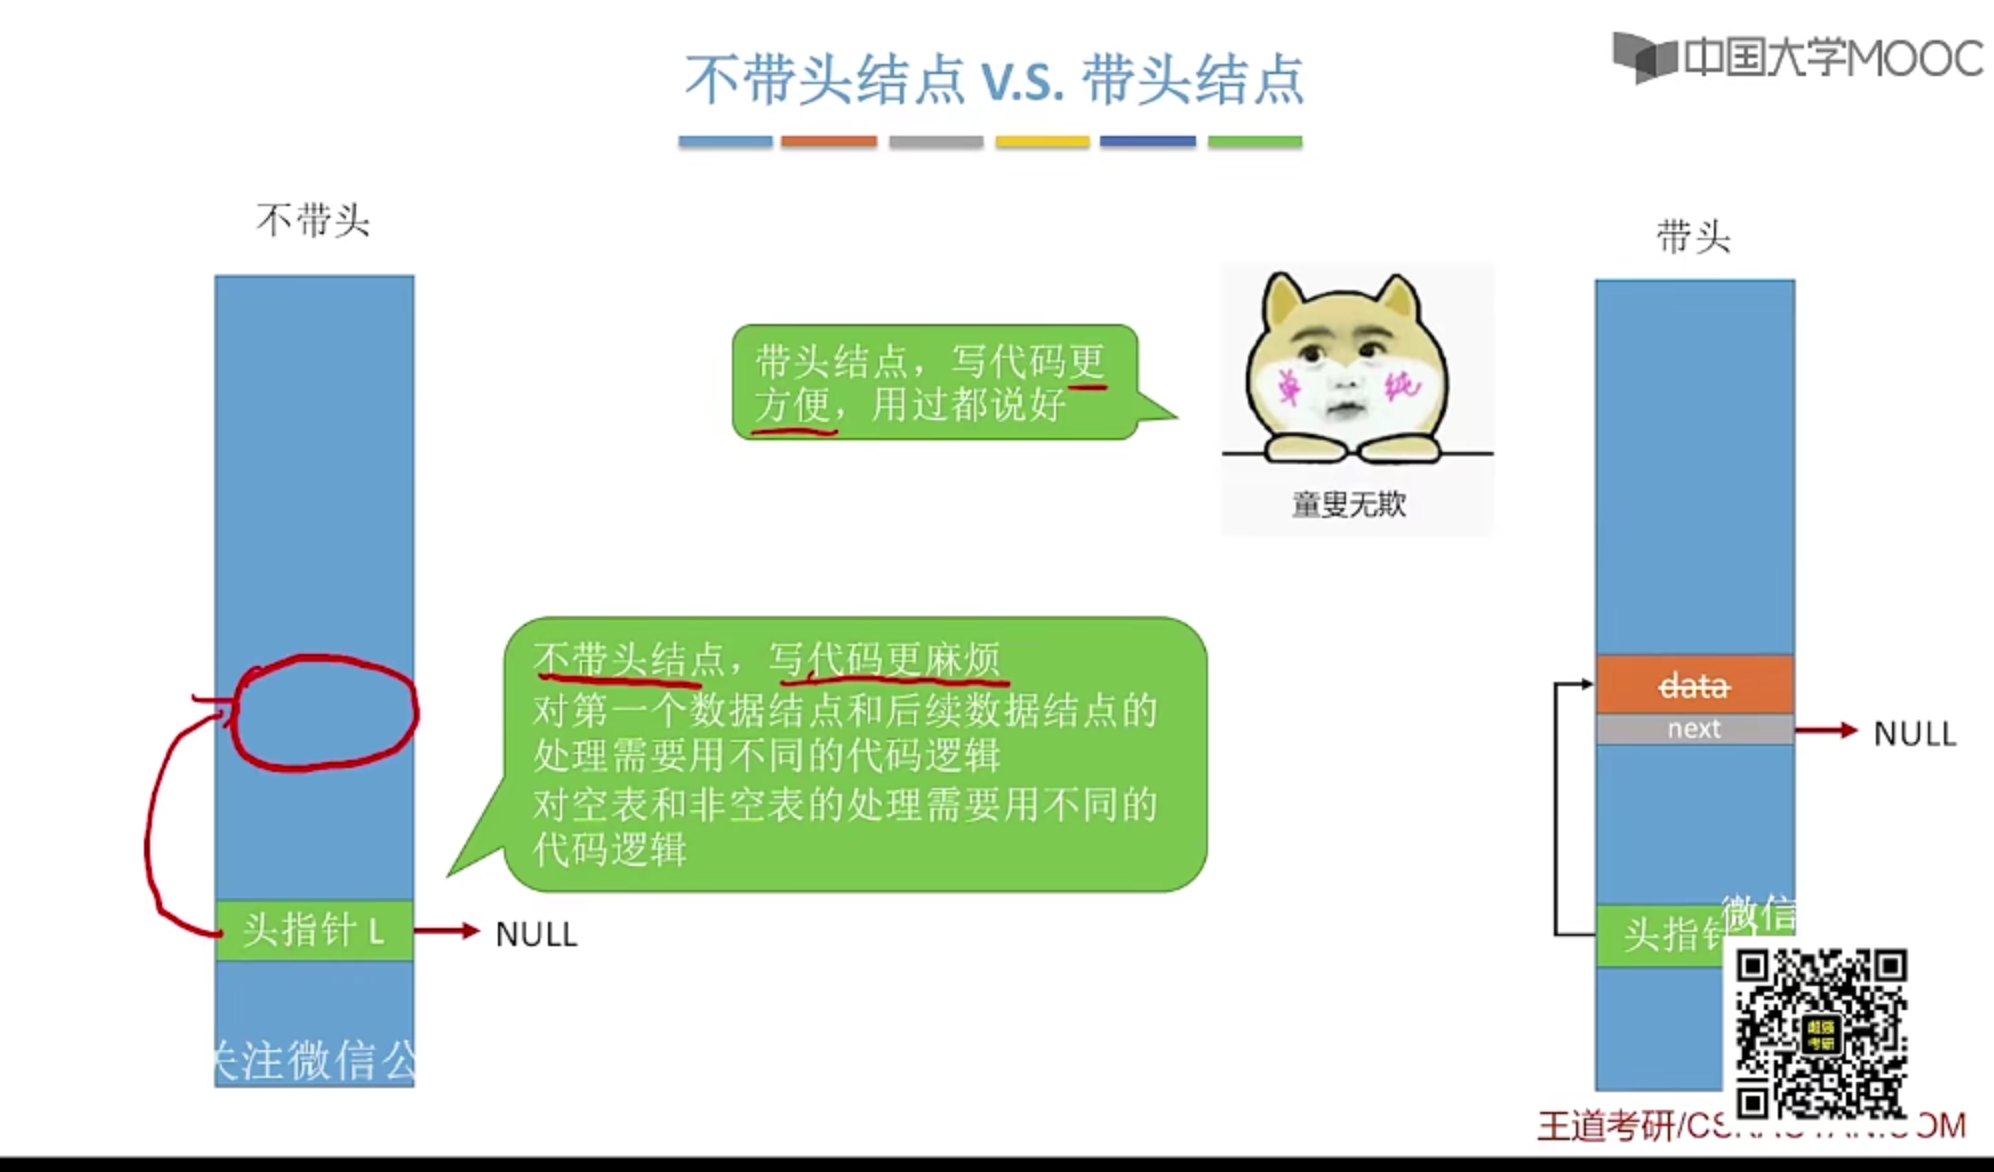 中国大学MOOC
不带头结点 V.S. 带头结点
不带头
带头
带头结点，写代码更
方便，用过都说好
单 纯
童叟无欺
不带头结点，写代码更麻烦
对第一个数据结点和后续数据结点的
处理需要用不同的代码逻辑
对空表和非空表的处理需要用不同的
代码逻辑
data
next
NULL
头指针 L
NULL
头指针
微信
关注微信公
超强
考研
王道考研/CSKAOYAN.COM